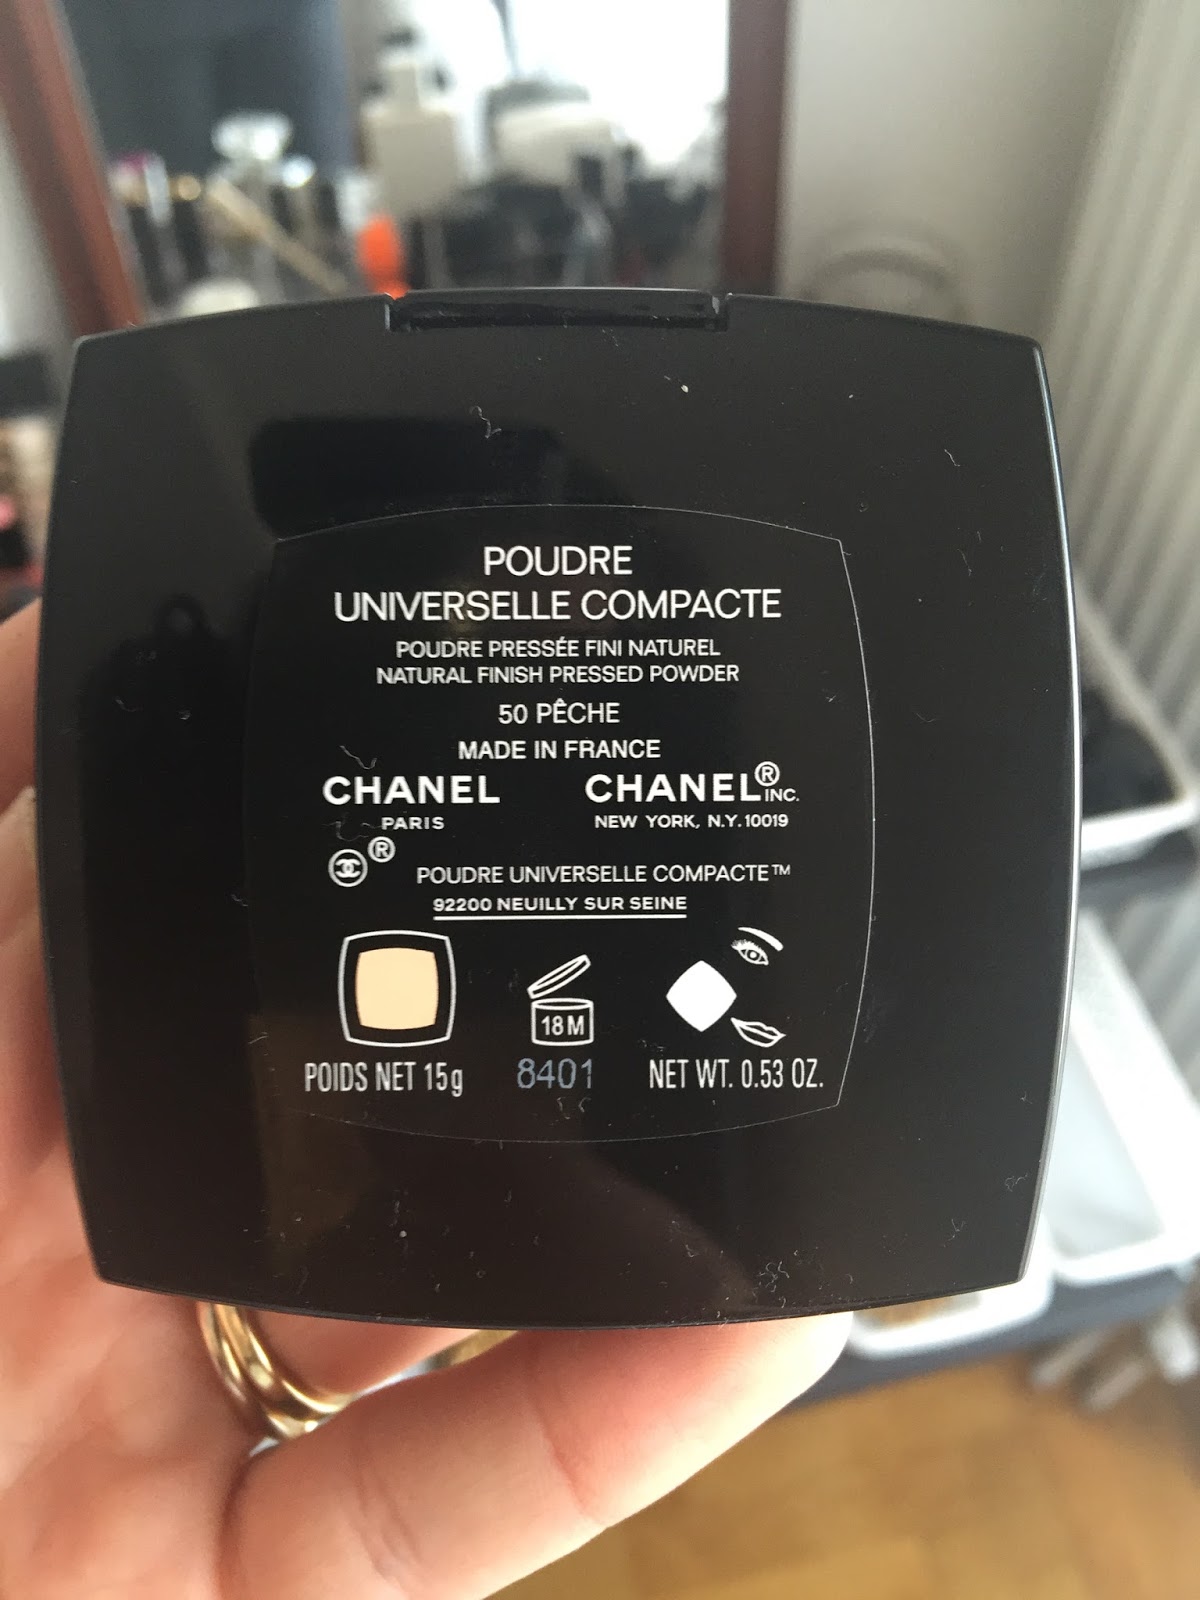 POUDRE
UNIVERSELLE COMPACTE
POUDRE PRESSÉE FINI NATUREL
NATURAL FINISH PRESSED POWDER
50 PÊCHE
MADE IN FRANCE
CHANEL CHANEL® INC.
PARIS NEW YORK, N.Y. 10019
®
POUDRE UNIVERSELLE COMPACTE™
92200 NEUILLY SUR SEINE
18M
POIDS NET 15g 8401 NET WT. 0.53 OZ.